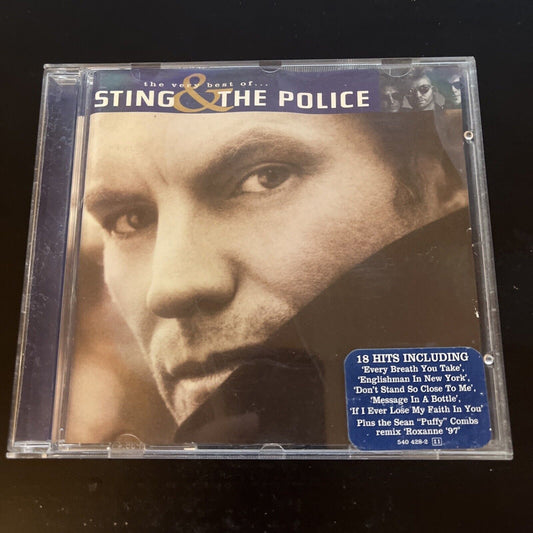 the very best of...
STING & THE POLICE
18 HITS INCLUDING
'Every Breath You Take',
'Englishman In New York',
'Don't Stand So Close To Me',
'Message In A Bottle',
'If I Ever Lose My Faith In You'
Plus the Sean "Puffy" Combs
remix 'Roxanne '97'
540 428-2 11